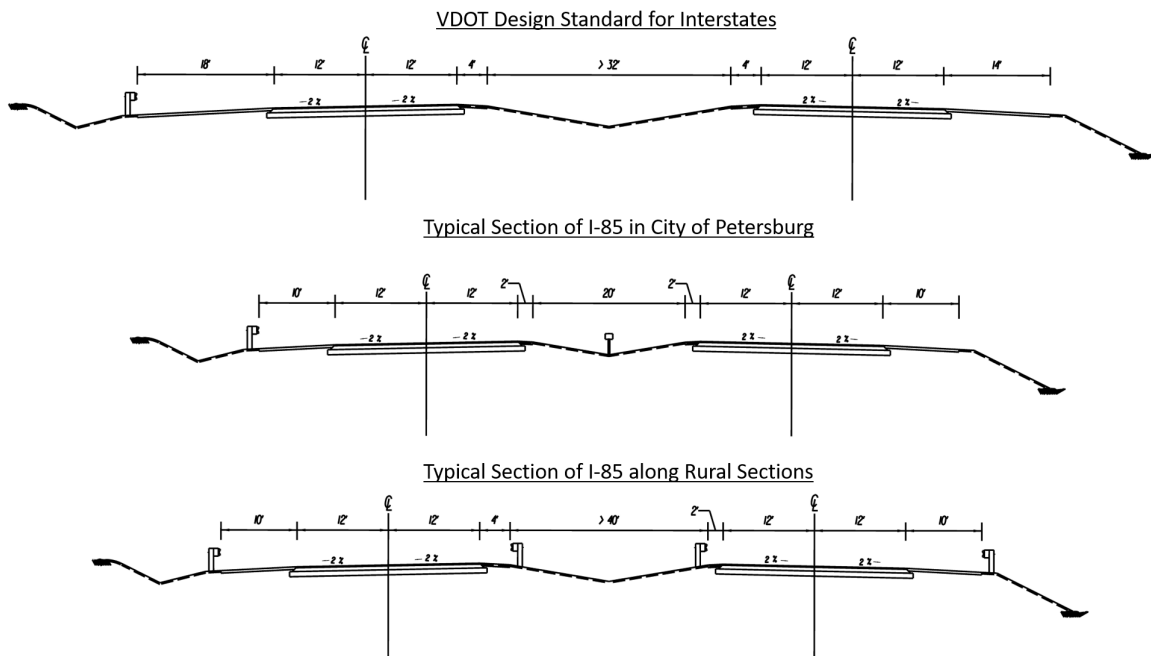 VDOT Design Standard for Interstates
℄ ℄
18' 12' 12' 4' > 32' 4' 12' 12' 14'
—2 % —2 % 2 %— 2 %—
Typical Section of I-85 in City of Petersburg
℄ ℄
10' 12' 12' 2' 20' 2' 12' 12' 10'
—2 % —2 % 2 %— 2 %—
Typical Section of I-85 along Rural Sections
℄ ℄
10' 12' 12' 4' > 40' 2' 12' 12' 10'
—2 % —2 % 2 %— 2 %—